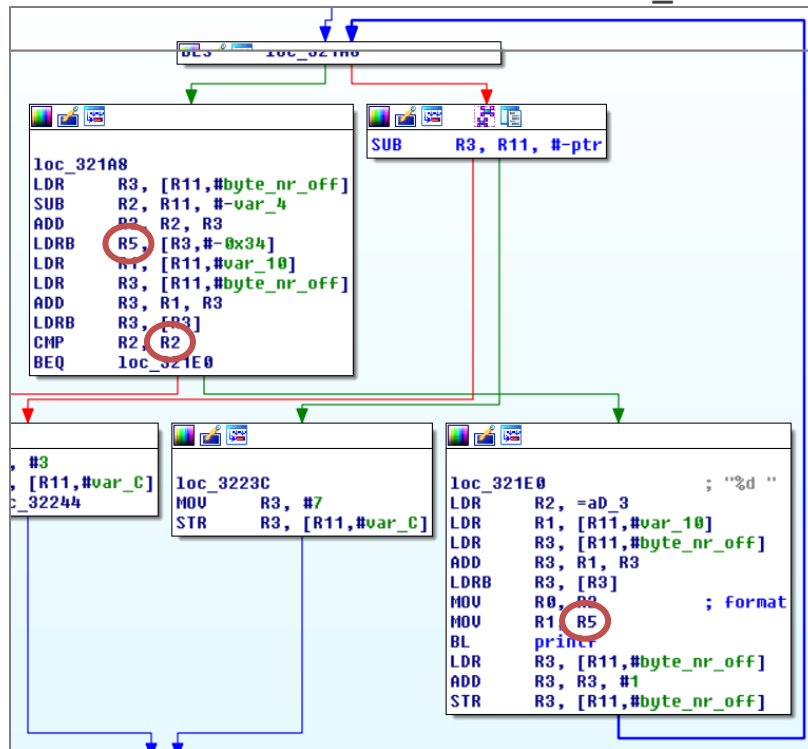 loc_321A8
LDR R3, [R11,#byte_nr_off]
SUB R2, R11, #-var_4
ADD R3, R2, R3
LDRB R5, [R3,#-0x34]
LDR R1, [R11,#var_10]
LDR R3, [R11,#byte_nr_off]
ADD R3, R1, R3
LDRB R3, [R3]
CMP R2, R2
BEQ loc_321E0
SUB R3, R11, #-ptr
, #3
, [R11,#var_C]
c_32244
loc_3223C
MOV R3, #7
STR R3, [R11,#var_C]
loc_321E0 ; "%d "
LDR R2, =aD_3
LDR R1, [R11,#var_10]
LDR R3, [R11,#byte_nr_off]
ADD R3, R1, R3
LDRB R3, [R3]
MOV R0, R2 ; format
MOV R1, R5
BL printf
LDR R3, [R11,#byte_nr_off]
ADD R3, R3, #1
STR R3, [R11,#byte_nr_off]